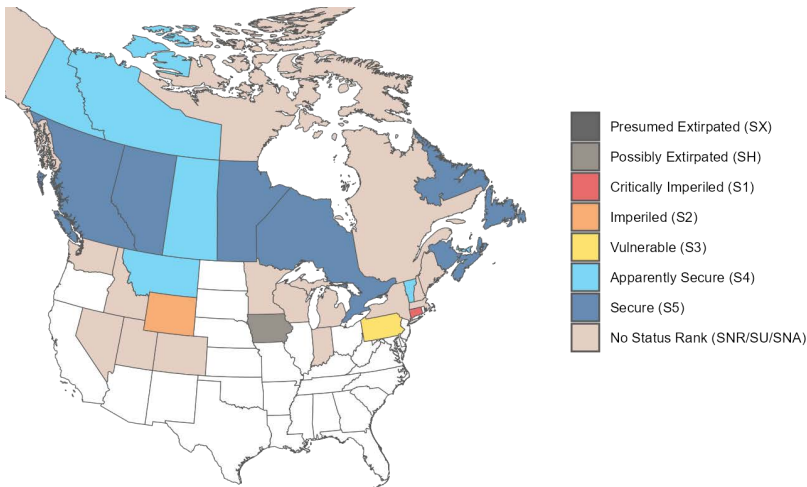 Presumed Extirpated (SX)
Possibly Extirpated (SH)
Critically Imperiled (S1)
Imperiled (S2)
Vulnerable (S3)
Apparently Secure (S4)
Secure (S5)
No Status Rank (SNR/SU/SNA)